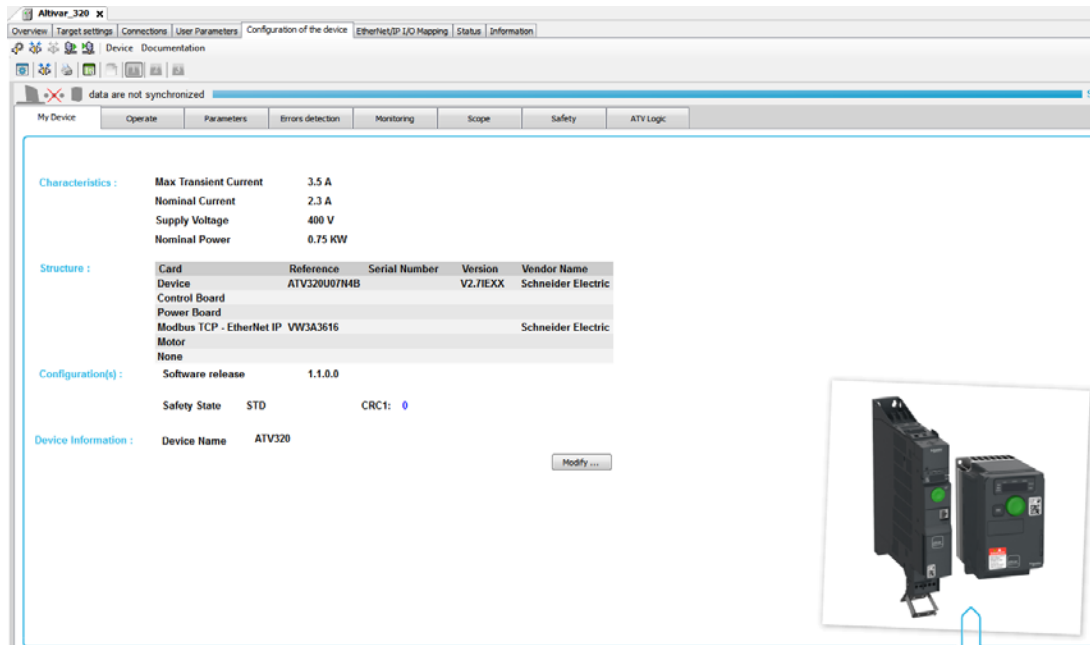 Altivar_320 x
Overview Target settings Connections User Parameters Configuration of the device EtherNet/IP I/O Mapping Status Information
Device Documentation
data are not synchronized
My Device Operate Parameters Errors detection Monitoring Scope Safety ATV Logic
Characteristics : Max Transient Current 3.5 A
Nominal Current 2.3 A
Supply Voltage 400 V
Nominal Power 0.75 KW
Structure : Card Reference Serial Number Version Vendor Name
Device ATV320U07N4B V2.7IEXX Schneider Electric
Control Board
Power Board
Modbus TCP - EtherNet IP VW3A3616 Schneider Electric
Motor
None
Configuration(s) : Software release 1.1.0.0
Safety State STD CRC1: 0
Device Information : Device Name ATV320
Modify ...